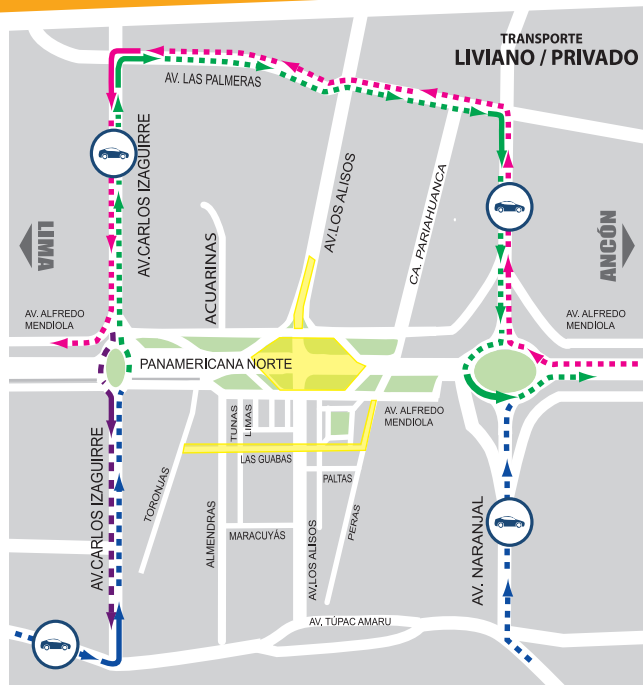 TRANSPORTE
LIVIANO / PRIVADO
AV. LAS PALMERAS
AV.CARLOS IZAGUIRRE
ACUARINAS
AV.LOS ALISOS
CA. PARIAHUANCA
LIMA
ANCÓN
AV. ALFREDO
MENDIOLA
AV. ALFREDO
MENDÍOLA
PANAMERICANA NORTE
AV. ALFREDO
MENDÍOLA
TUNAS
LIMAS
LAS GUABAS
PALTAS
TORONJAS
ALMENDRAS
MARACUYÁS
AV.LOS ALISOS
PERAS
AV.CARLOS IZAGUIRRE
AV. NARANJAL
AV, TÚPAC AMARU